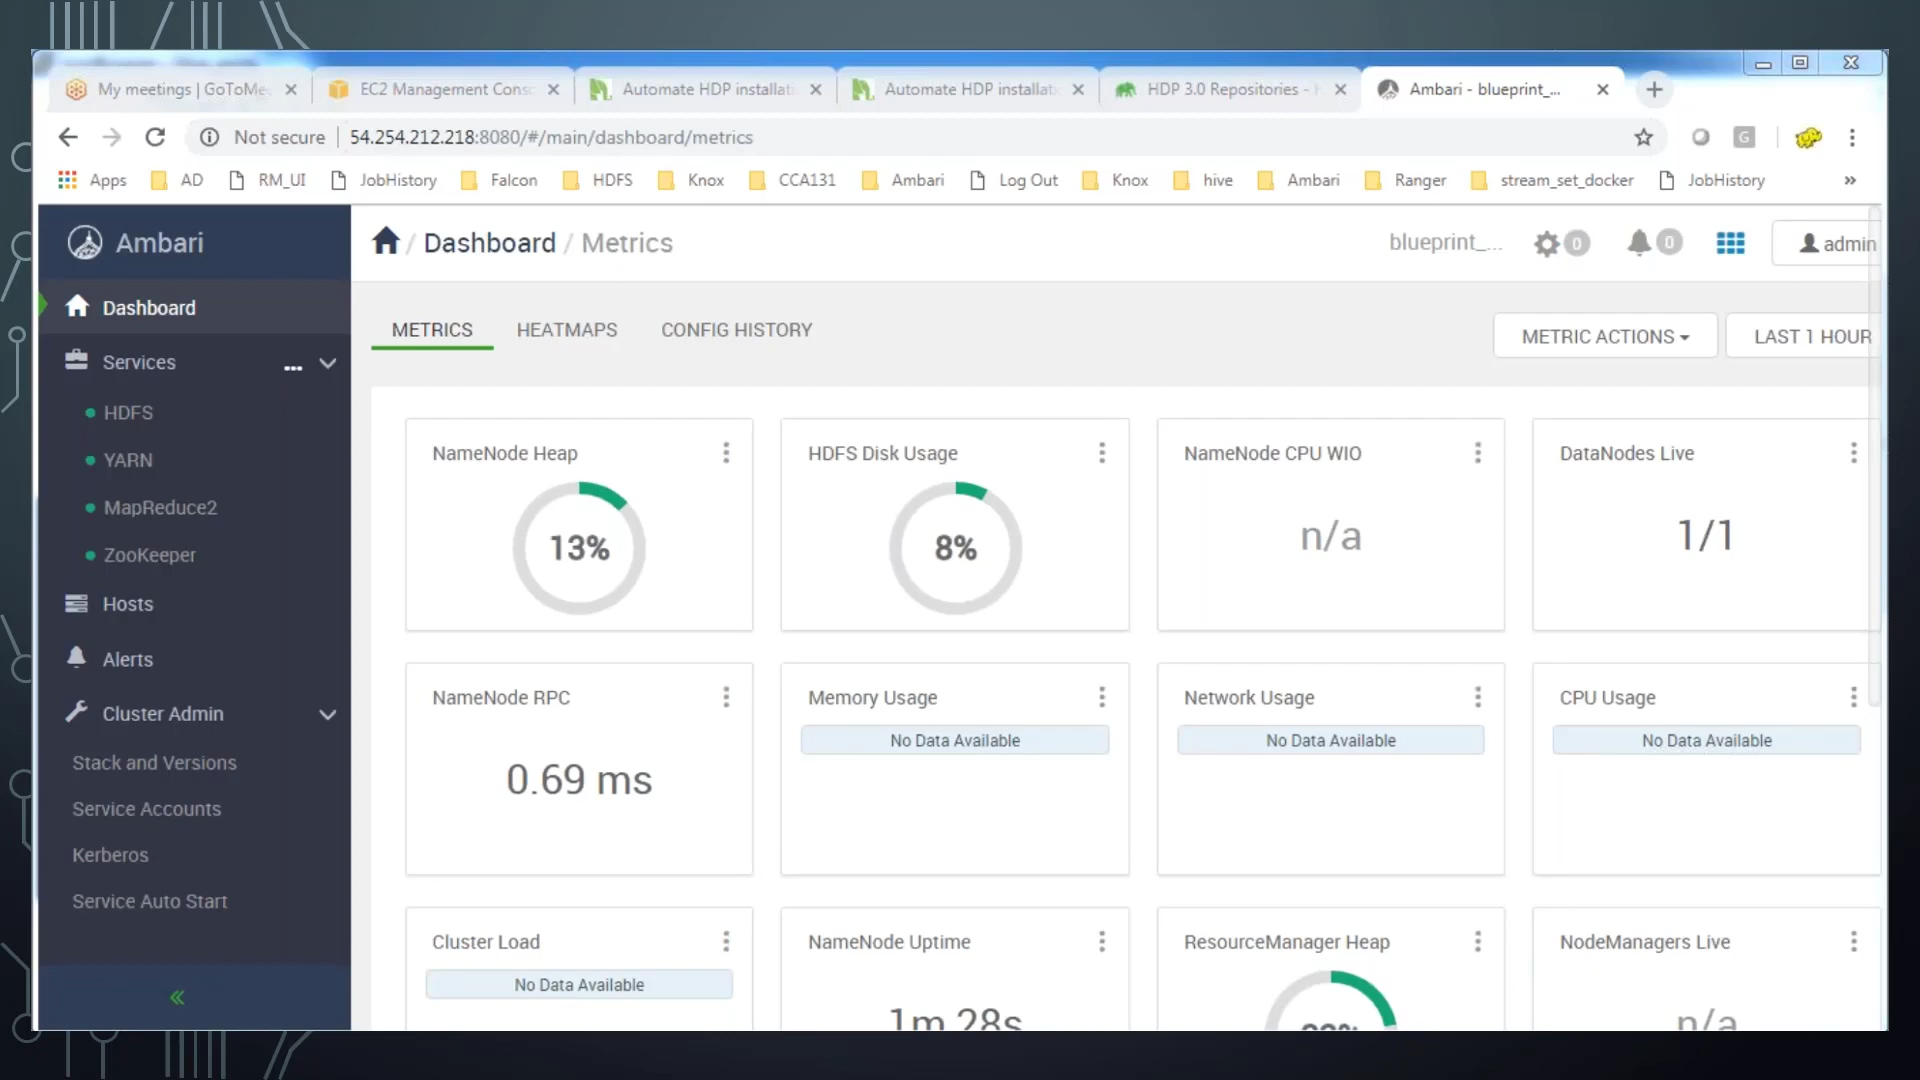 My meetings | GoToMe
EC2 Management Conso
Automate HDP installati
Automate HDP installatio
HDP 3.0 Repositories -
Ambari - blueprint_...
Not secure
54.254.212.218:8080/#/main/dashboard/metrics
G
Apps
AD
RM_UI
JobHistory
Falcon
HDFS
Knox
CCA131
Ambari
Log Out
Knox
hive
Ambari
Ranger
stream_set_docker
JobHistory
»
Ambari
/ Dashboard / Metrics
blueprint_...
0
0
admin
Dashboard
Services
...
HDFS
YARN
MapReduce2
ZooKeeper
Hosts
Alerts
Cluster Admin
Stack and Versions
Service Accounts
Kerberos
Service Auto Start
«
METRICS
HEATMAPS
CONFIG HISTORY
METRIC ACTIONS
LAST 1 HOUR
NameNode Heap
13%
HDFS Disk Usage
8%
NameNode CPU WIO
n/a
DataNodes Live
1/1
NameNode RPC
0.69 ms
Memory Usage
No Data Available
Network Usage
No Data Available
CPU Usage
No Data Available
Cluster Load
No Data Available
NameNode Uptime
1m 28s
ResourceManager Heap
NodeManagers Live
n/a